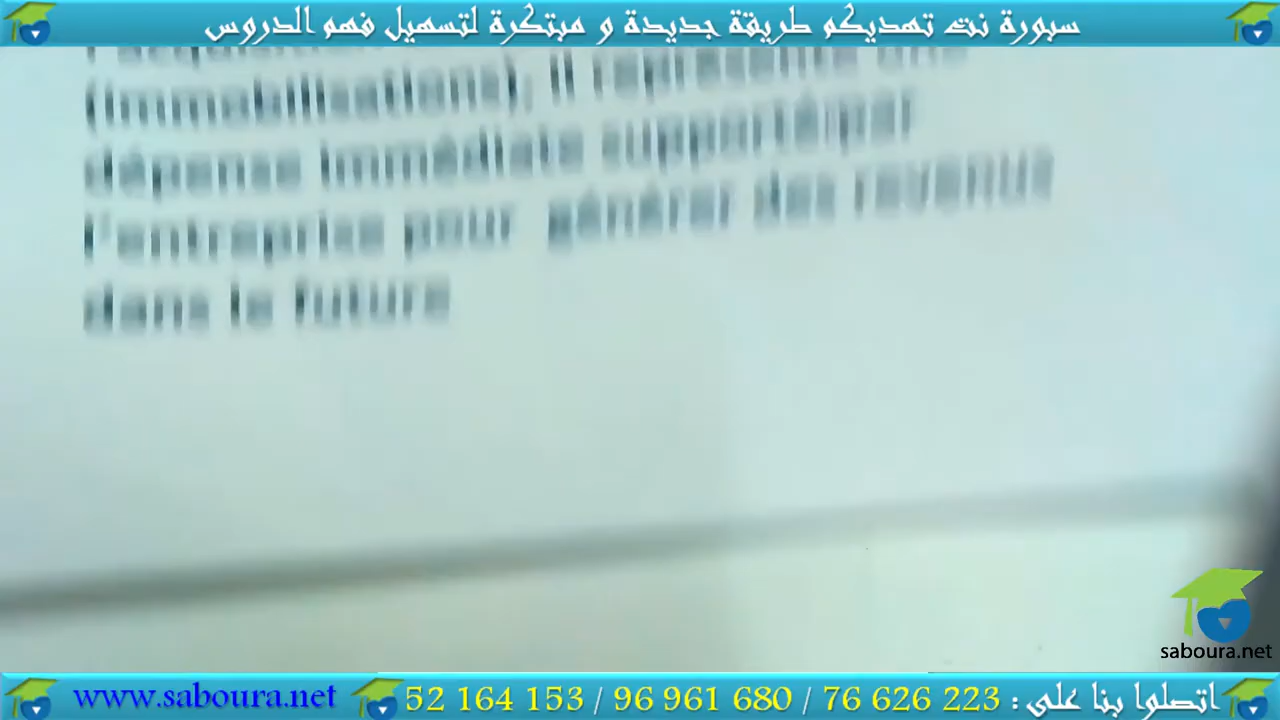 سبورة نت تهديكم طريقة جديدة و مبتكرة لتسهيل فهم الدروس
(immobilisations), Il représente une
dépense immédiate supportépar
l'entreprise pour générer des revenus
dans le future
saboura.net
www.saboura.net
52 164 153 / 96 961 680 / 76 626 223 : اتصلوا بنا على